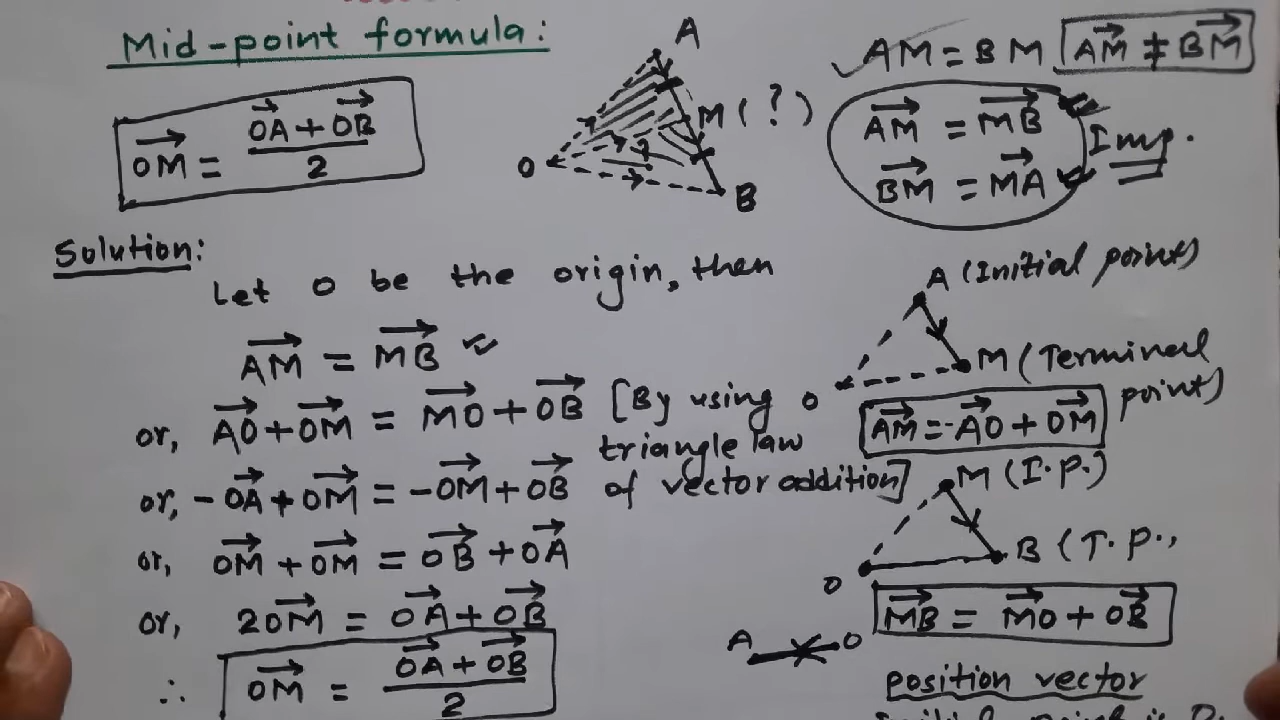 Mid-point formula:
OM⃗ = (OA⃗ + OB⃗)/2
A
M (?)
O
B
AM = BM AM⃗ ≠ BM⃗
AM⃗ = MB⃗
BM⃗ = MA⃗
Imp.
Solution:
Let O be the origin, then
AM⃗ = MB⃗
or, AO⃗ + OM⃗ = MO⃗ + OB⃗ [By using
triangle law
of vector addition]
or, -OA⃗ + OM⃗ = -OM⃗ + OB⃗
or, OM⃗ + OM⃗ = OB⃗ + OA⃗
or, 2OM⃗ = OA⃗ + OB⃗
∴ OM⃗ = (OA⃗ + OB⃗)/2
A (Initial point)
M (Terminal
point)
O
AM⃗ = -AO⃗ + OM⃗
M (I.P.)
B (T.P.,
O
MB⃗ = MO⃗ + OB⃗
A O
position vector